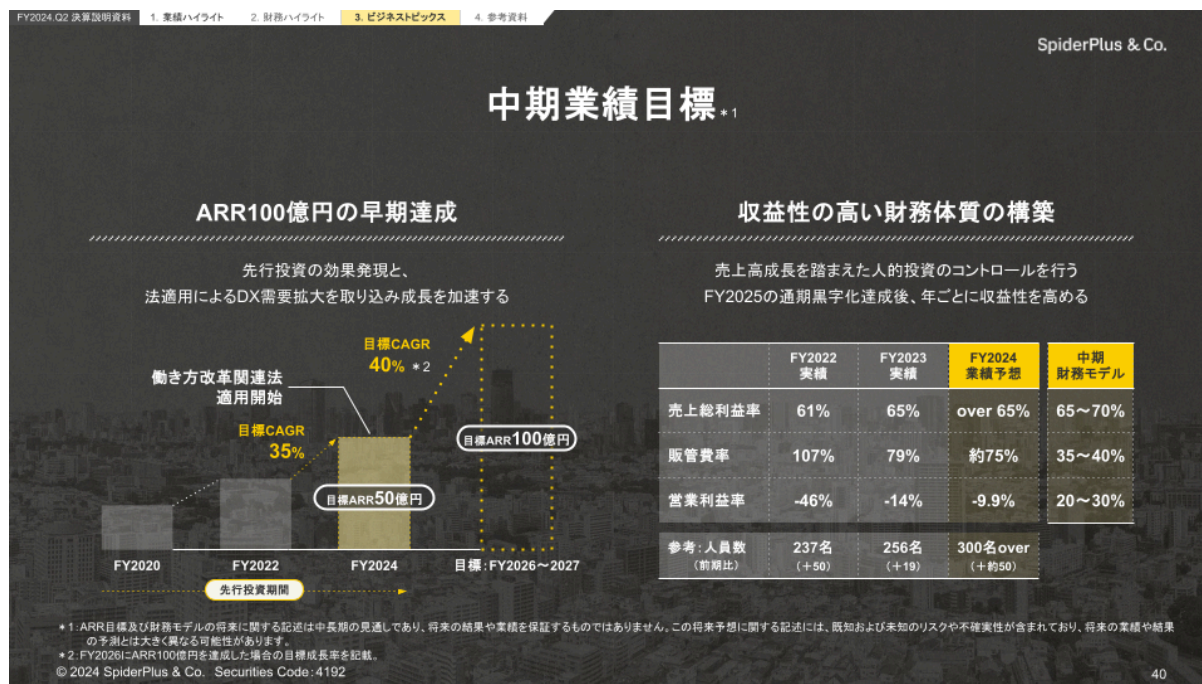 FY2024.Q2 決算説明資料 1. 業績ハイライト 2. 財務ハイライト 3. ビジネストピックス 4. 参考資料
SpiderPlus & Co.
中期業績目標＊1
ARR100億円の早期達成
先行投資の効果発現と、
法適用によるDX需要拡大を取り込み成長を加速する
目標CAGR
40% ＊2
働き方改革関連法
適用開始
目標CAGR
35%
目標ARR100億円
目標ARR50億円
FY2020 FY2022 FY2024 目標：FY2026〜2027
先行投資期間
収益性の高い財務体質の構築
売上高成長を踏まえた人的投資のコントロールを行う
FY2025の通期黒字化達成後、年ごとに収益性を高める
FY2022 FY2023 FY2024 中期
実績 実績 業績予想 財務モデル
売上総利益率 61% 65% over 65% 65〜70%
販管費率 107% 79% 約75% 35〜40%
営業利益率 -46% -14% -9.9% 20〜30%
参考：人員数 237名 256名 300名over
（前期比） （＋50） （＋19） （＋約50）
＊1：ARR目標及び財務モデルの将来に関する記述は中長期の見通しであり、将来の結果や業績を保証するものではありません。この将来予想に関する記述には、既知および未知のリスクや不確実性が含まれており、将来の業績や結果
の予測とは大きく異なる可能性があります。
＊2：FY2026にARR100億円を達成した場合の目標成長率を記載。
© 2024 SpiderPlus & Co. Securities Code：4192
40